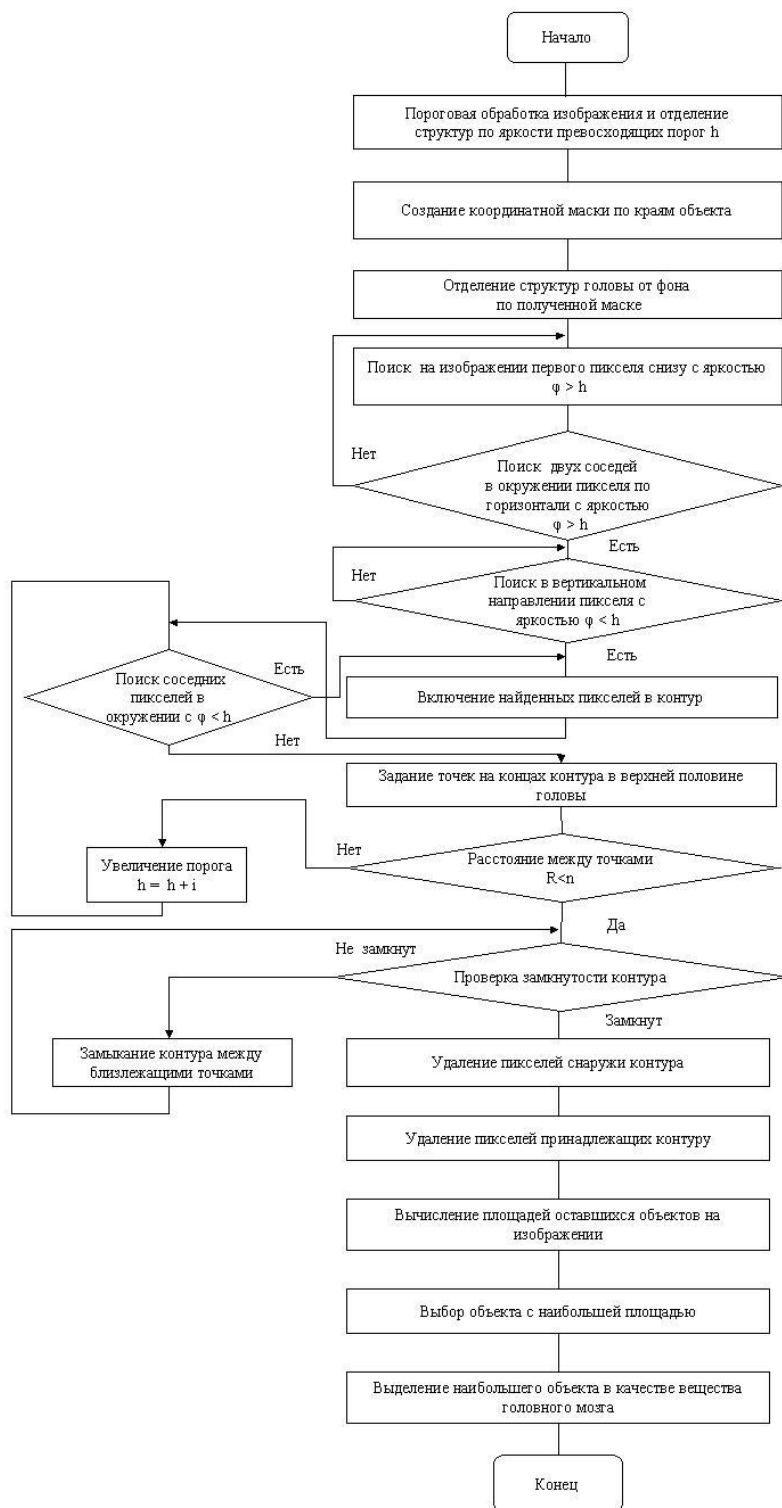 Начало
Пороговая обработка изображения и отделение
структур по яркости превосходящих порог h
Создание координатной маски по краям объекта
Отделение структур головы от фона
по полученной маске
Поиск на изображении первого пикселя снизу с яркостью
φ > h
Нет
Поиск двух соседей
в окружении пикселя по
горизонтали с яркостью
φ > h
Есть
Нет
Поиск в вертикальном
направлении пикселя с
яркостью φ < h
Есть
Есть
Поиск соседних
пикселей в
окружении с φ < h
Включение найденных пикселей в контур
Нет
Задание точек на концах контура в верхней половине
головы
Нет
Увеличение порога
h = h + i
Расстояние между точками
R<n
Да
Не замкнут
Проверка замкнутости контура
Замкнут
Замыкание контура между
близлежащими точками
Удаление пикселей снаружи контура
Удаление пикселей принадлежащих контуру
Вычисление площадей оставшихся объектов на
изображении
Выбор объекта с наибольшей площадью
Выделение наибольшего объекта в качестве вещества
головного мозга
Конец